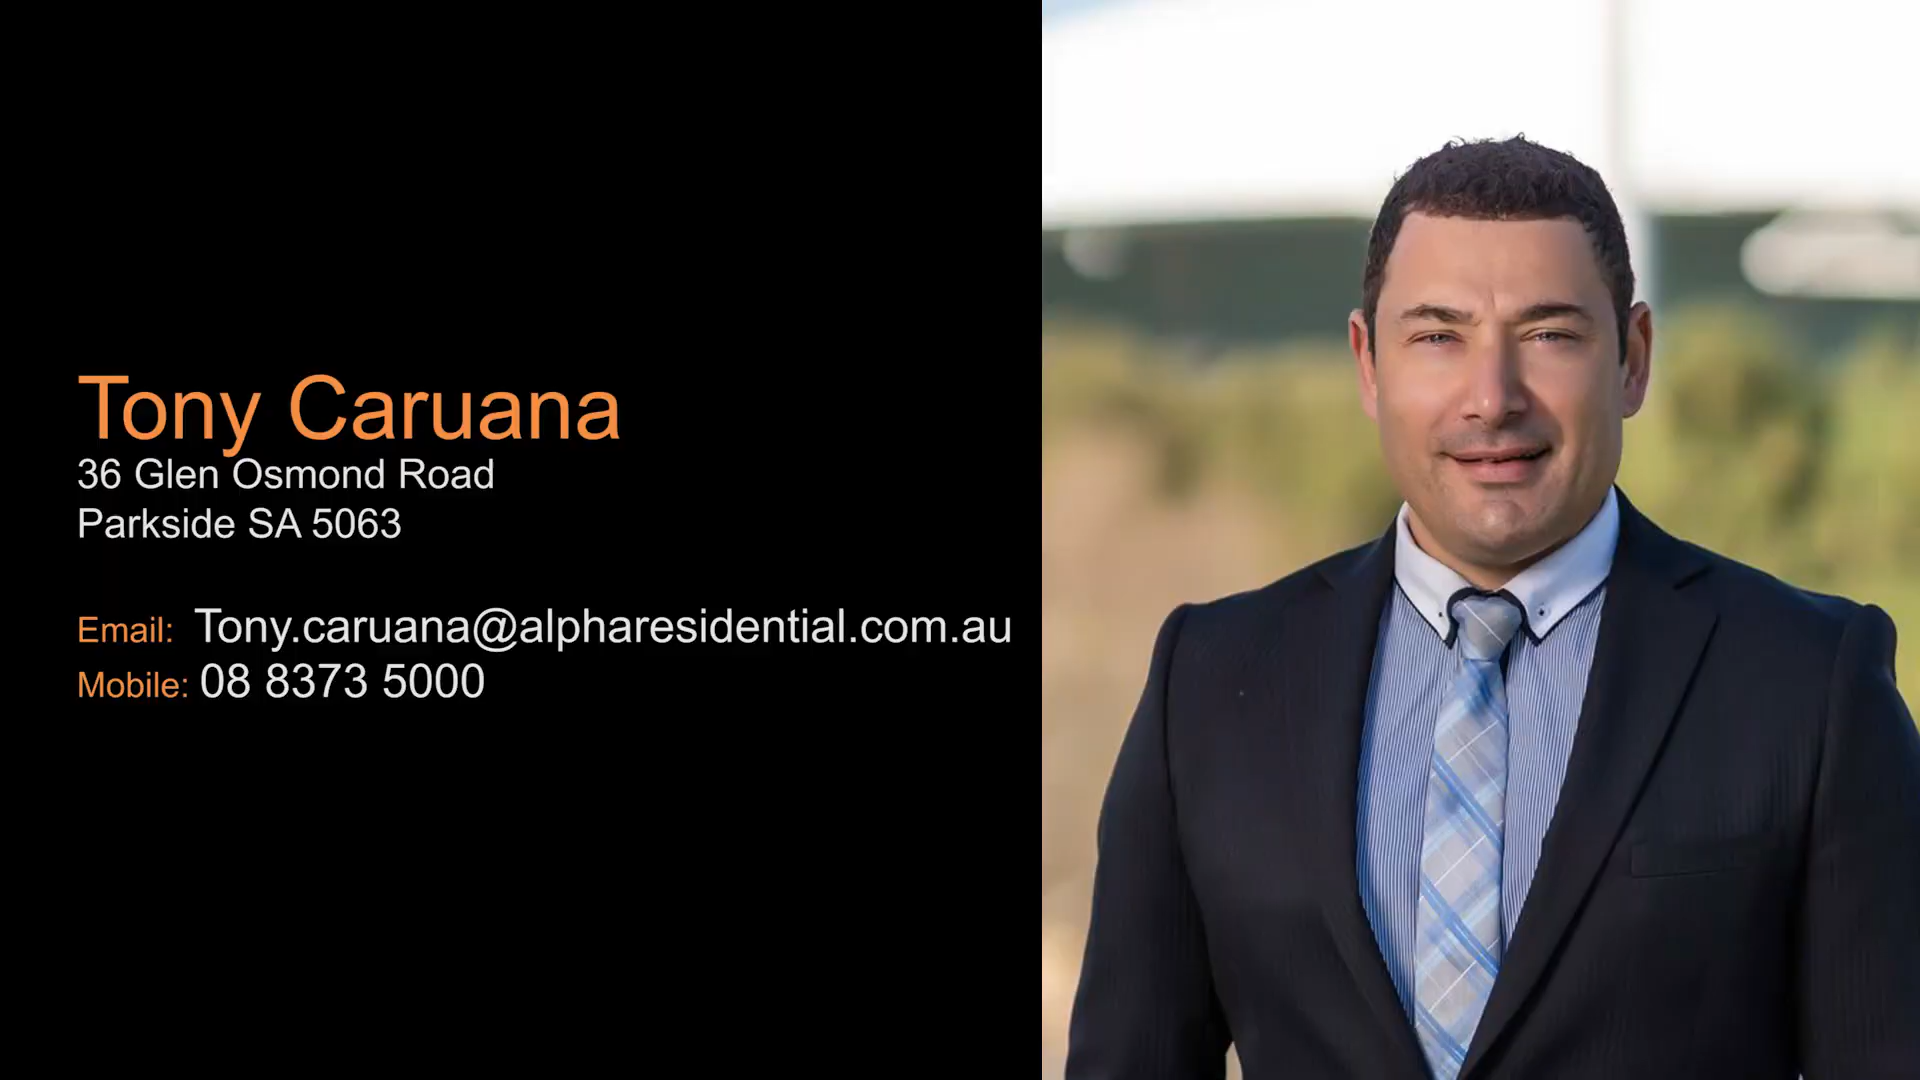 Tony Caruana
36 Glen Osmond Road
Parkside SA 5063
Email: Tony.caruana@alpharesidential.com.au
Mobile: 08 8373 5000